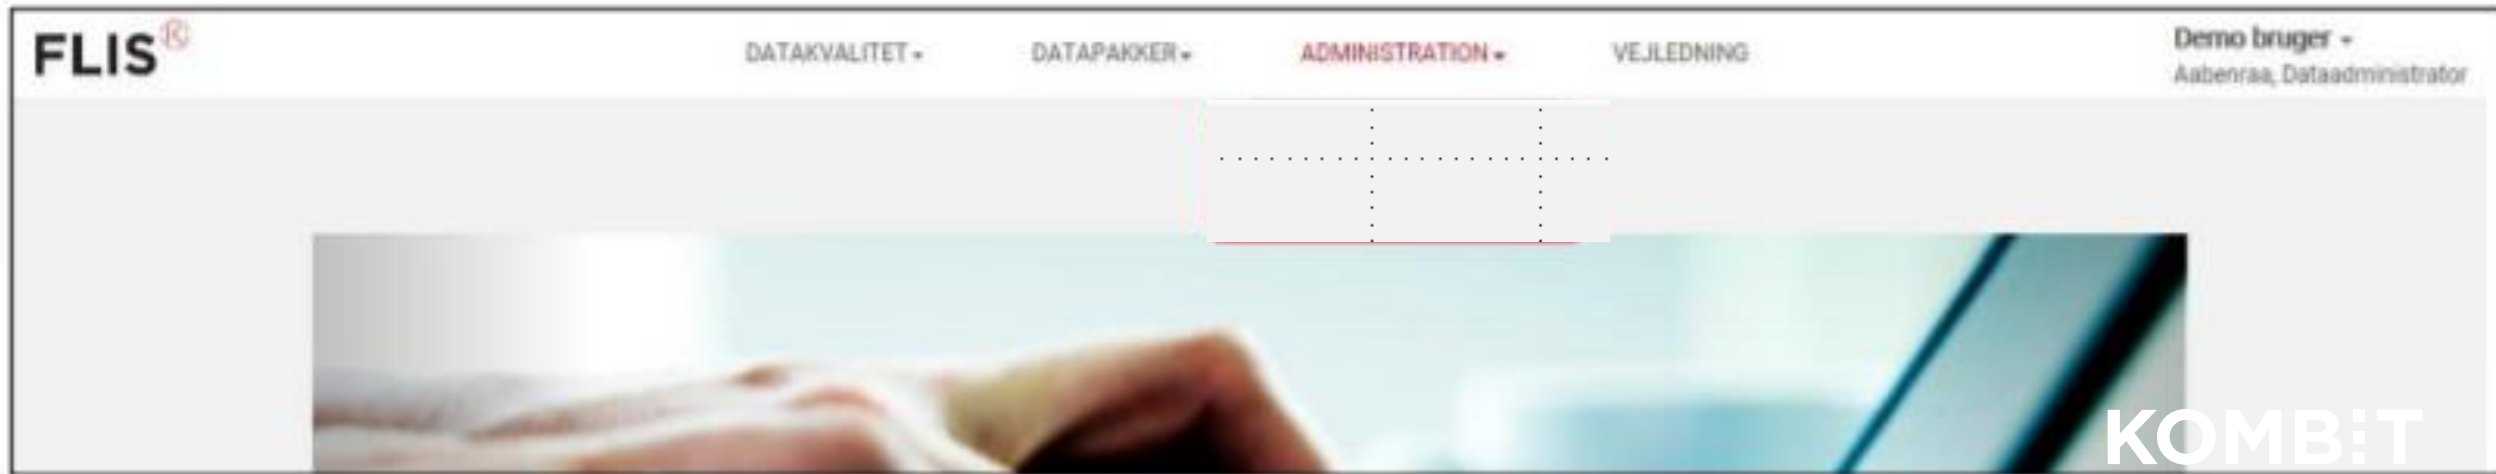 FLIS®
DATAKVALITET DATAPAKKER ADMINISTRATION VEJLEDNING
Demo bruger
Aabenraa, Dataadministrator
KOMBIT